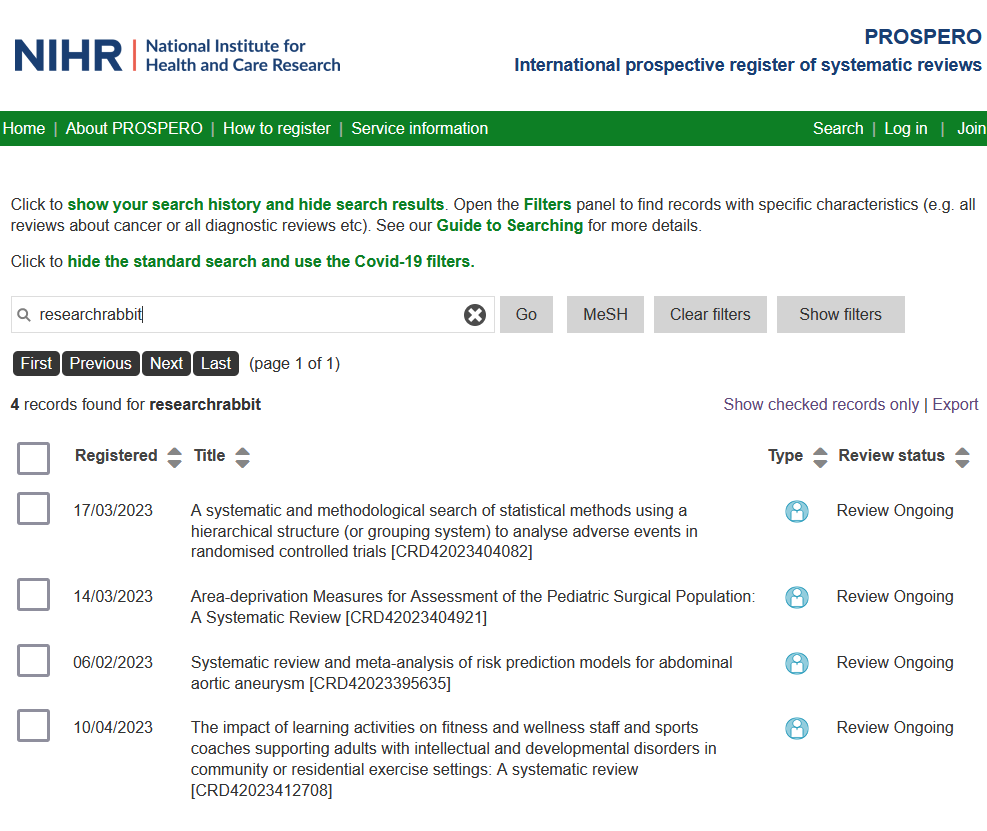 NIHR | National Institute for
Health and Care Research
PROSPERO
International prospective register of systematic reviews
Home | About PROSPERO | How to register | Service information
Search | Log in | Join
Click to show your search history and hide search results. Open the Filters panel to find records with specific characteristics (e.g. all
reviews about cancer or all diagnostic reviews etc). See our Guide to Searching for more details.
Click to hide the standard search and use the Covid-19 filters.
researchrabbit
Go
MeSH
Clear filters
Show filters
First Previous Next Last (page 1 of 1)
4 records found for researchrabbit
Show checked records only | Export
Registered Title Type Review status
17/03/2023 A systematic and methodological search of statistical methods using a Review Ongoing
hierarchical structure (or grouping system) to analyse adverse events in
randomised controlled trials [CRD42023404082]
14/03/2023 Area-deprivation Measures for Assessment of the Pediatric Surgical Population: Review Ongoing
A Systematic Review [CRD42023404921]
06/02/2023 Systematic review and meta-analysis of risk prediction models for abdominal Review Ongoing
aortic aneurysm [CRD42023395635]
10/04/2023 The impact of learning activities on fitness and wellness staff and sports Review Ongoing
coaches supporting adults with intellectual and developmental disorders in
community or residential exercise settings: A systematic review
[CRD42023412708]